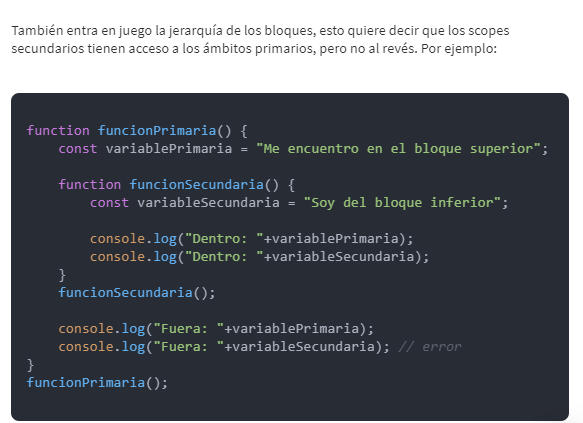 También entra en juego la jerarquía de los bloques, esto quiere decir que los scopes
secundarios tienen acceso a los ámbitos primarios, pero no al revés. Por ejemplo:
function funcionPrimaria() {
    const variablePrimaria = "Me encuentro en el bloque superior";
    function funcionSecundaria() {
        const variableSecundaria = "Soy del bloque inferior";
        console.log("Dentro: "+variablePrimaria);
        console.log("Dentro: "+variableSecundaria);
    }
    funcionSecundaria();
    console.log("Fuera: "+variablePrimaria);
    console.log("Fuera: "+variableSecundaria); // error
}
funcionPrimaria();